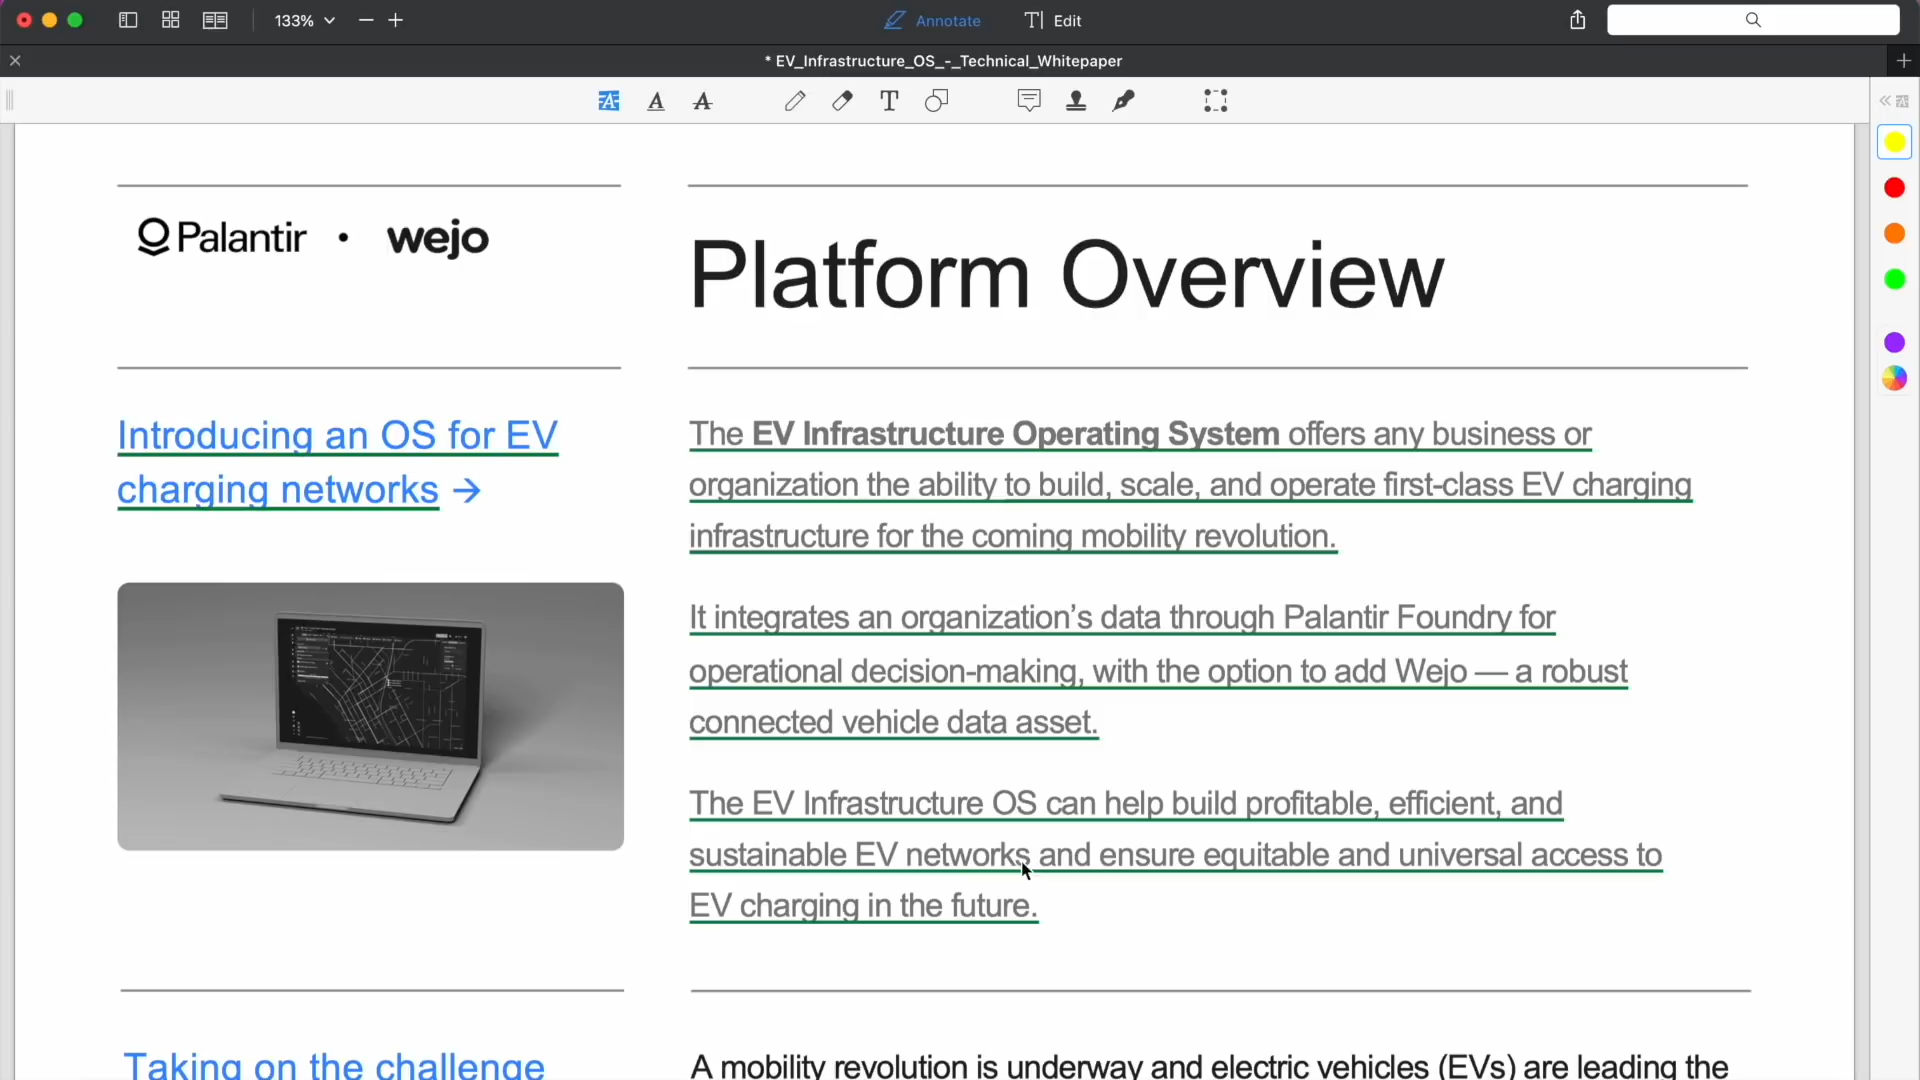 133%
Annotate
Edit
* EV_Infrastructure_OS_-_Technical_Whitepaper
Palantir • wejo
Platform Overview
Introducing an OS for EV
charging networks →
The EV Infrastructure Operating System offers any business or
organization the ability to build, scale, and operate first-class EV charging
infrastructure for the coming mobility revolution.
It integrates an organization’s data through Palantir Foundry for
operational decision-making, with the option to add Wejo — a robust
connected vehicle data asset.
The EV Infrastructure OS can help build profitable, efficient, and
sustainable EV networks and ensure equitable and universal access to
EV charging in the future.
Taking on the challenge
A mobility revolution is underway and electric vehicles (EVs) are leading the